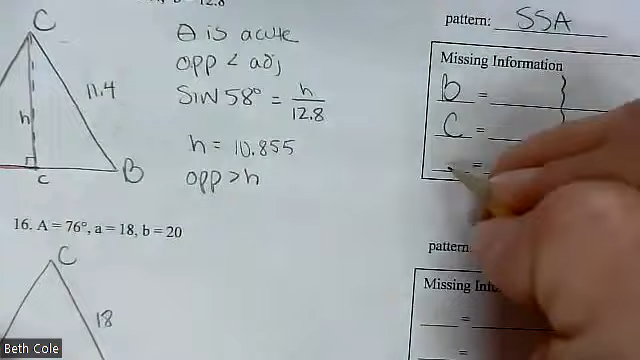 = 12.8
C
θ is acute
opp < adj
11.4
sin 58° = h/12.8
h
h = 10.855
B
c
opp > h
pattern: SSA
Missing Information
B =
C =
=
16. A = 76°, a = 18, b = 20
C
18
pattern
Missing
=
=
Beth Cole